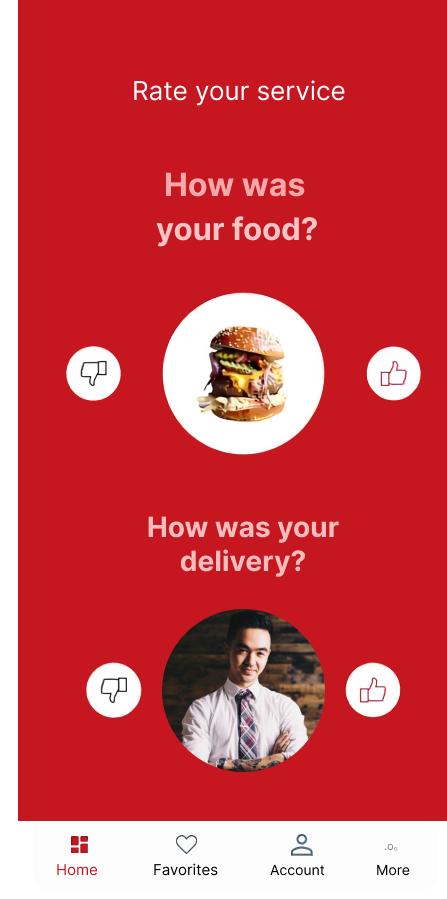 Rate your service
How was
your food?
How was your
delivery?
Home
Favorites
Account
More